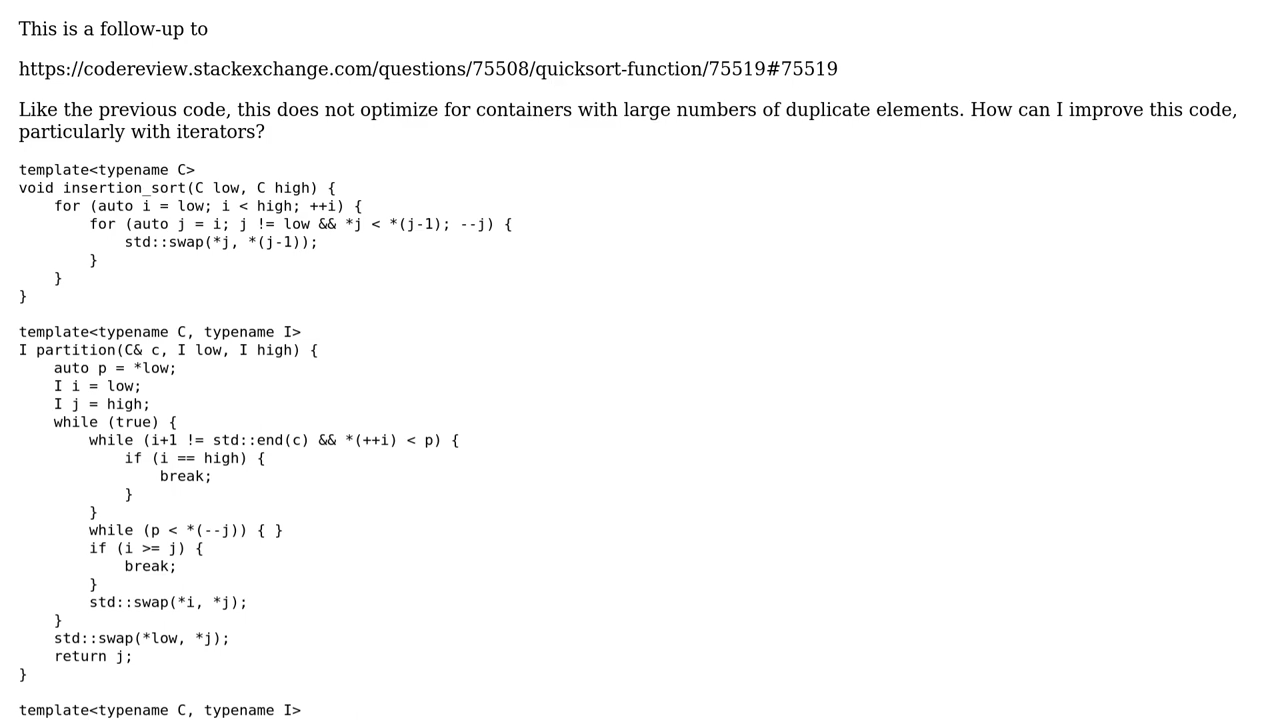 This is a follow-up to
https://codereview.stackexchange.com/questions/75508/quicksort-function/75519#75519
Like the previous code, this does not optimize for containers with large numbers of duplicate elements. How can I improve this code,
particularly with iterators?
template<typename C>
void insertion_sort(C low, C high) {
    for (auto i = low; i < high; ++i) {
        for (auto j = i; j != low && *j < *(j-1); --j) {
            std::swap(*j, *(j-1));
        }
    }
}
template<typename C, typename I>
I partition(C& c, I low, I high) {
    auto p = *low;
    I i = low;
    I j = high;
    while (true) {
        while (i+1 != std::end(c) && *(++i) < p) {
            if (i == high) {
                break;
            }
        }
        while (p < *(--j)) { }
        if (i >= j) {
            break;
        }
        std::swap(*i, *j);
    }
    std::swap(*low, *j);
    return j;
}
template<typename C, typename I>